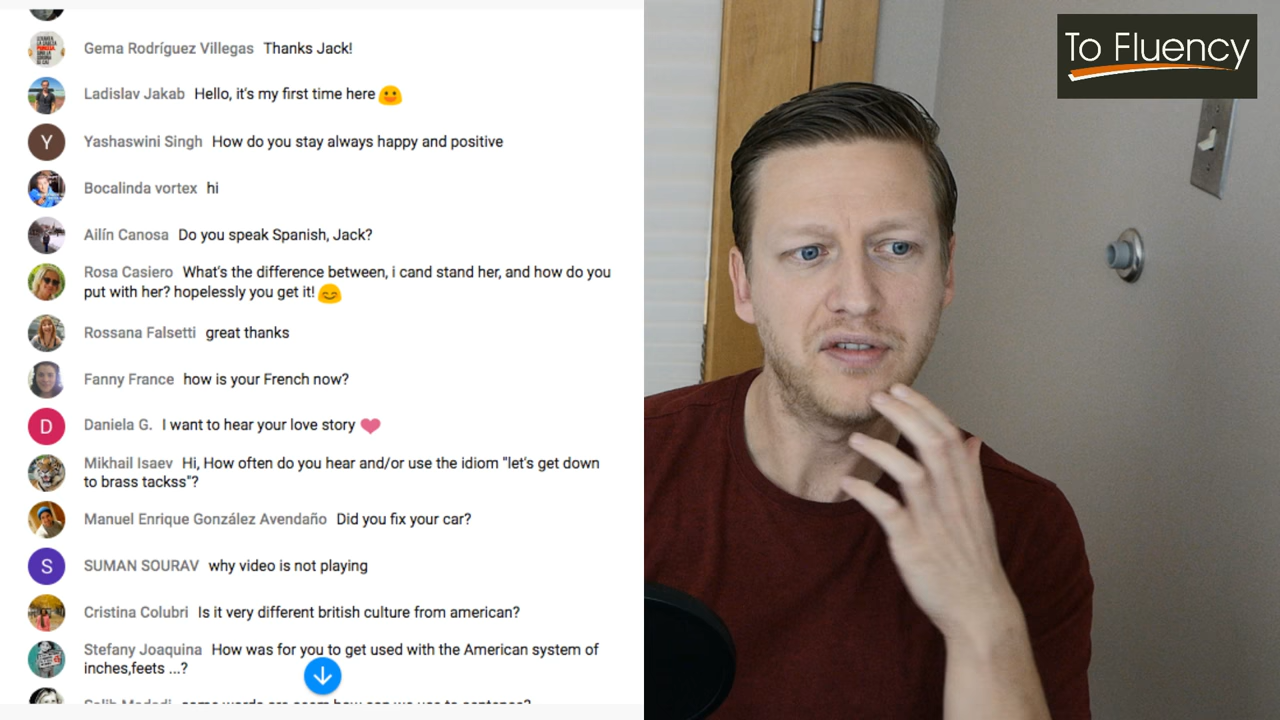 To Fluency
Gema Rodríguez Villegas Thanks Jack!
Ladislav Jakab Hello, it's my first time here
Y
Yashaswini Singh How do you stay always happy and positive
Bocalinda vortex hi
Ailín Canosa Do you speak Spanish, Jack?
Rosa Casiero What's the difference between, i cand stand her, and how do you
put with her? hopelessly you get it!
Rossana Falsetti great thanks
Fanny France how is your French now?
D
Daniela G. I want to hear your love story
Mikhail Isaev Hi, How often do you hear and/or use the idiom "let's get down
to brass tackss"?
Manuel Enrique González Avendaño Did you fix your car?
S
SUMAN SOURAV why video is not playing
Cristina Colubri Is it very different british culture from american?
Stefany Joaquina How was for you to get used with the American system of
inches,feets ...?